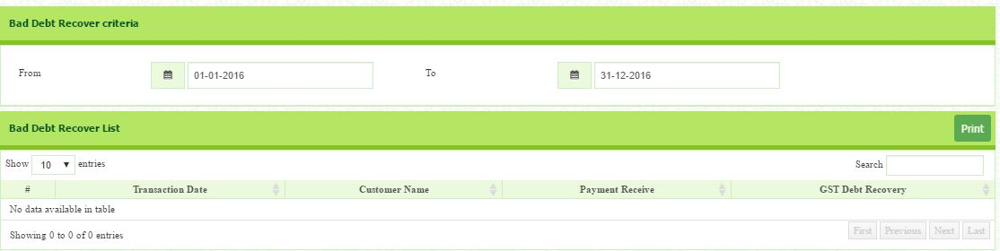 Bad Debt Recover criteria
From 01-01-2016 To 31-12-2016
Bad Debt Recover List Print
Show 10 entries Search
# Transaction Date Customer Name Payment Receive GST Debt Recovery
No data available in table
Showing 0 to 0 of 0 entries First Previous Next Last